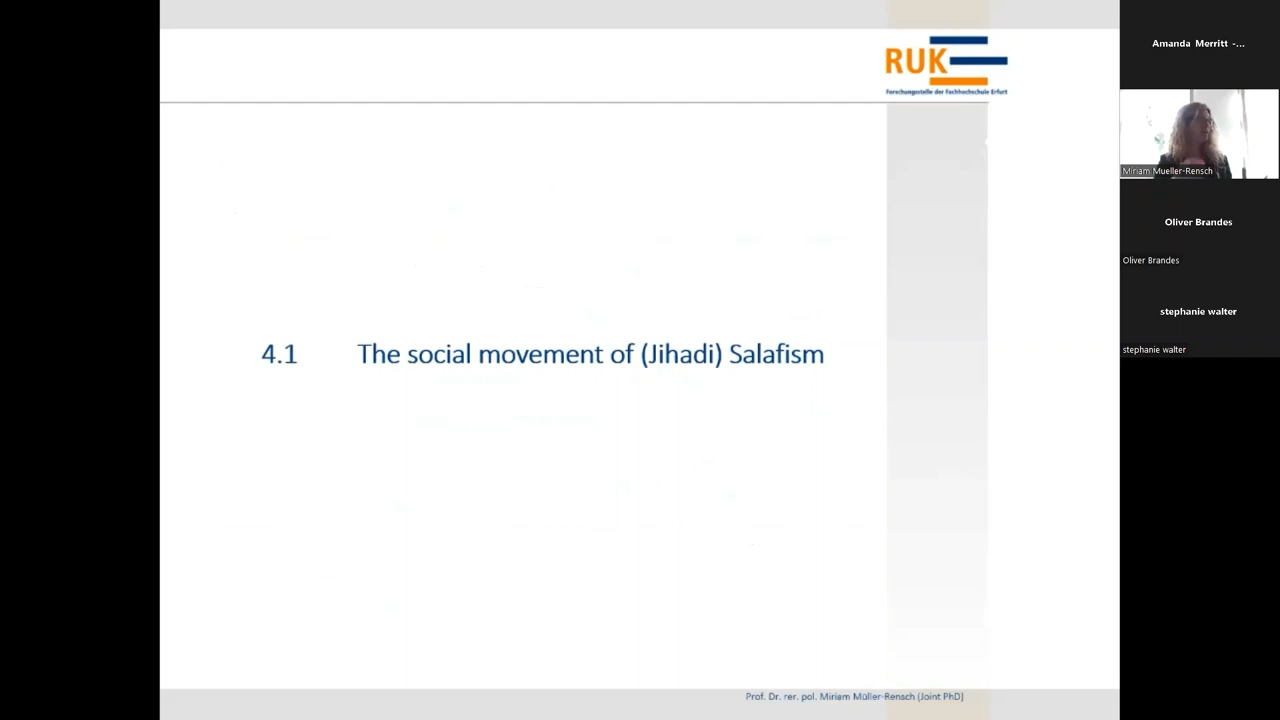 RUK
Forschungsstelle der Fachhochschule Erfurt
4.1 The social movement of (Jihadi) Salafism
Prof. Dr. rer. pol. Miriam Müller-Rensch (Joint PhD)
Amanda Merritt -...
Miriam Mueller-Rensch
Oliver Brandes
Oliver Brandes
stephanie walter
stephanie walter